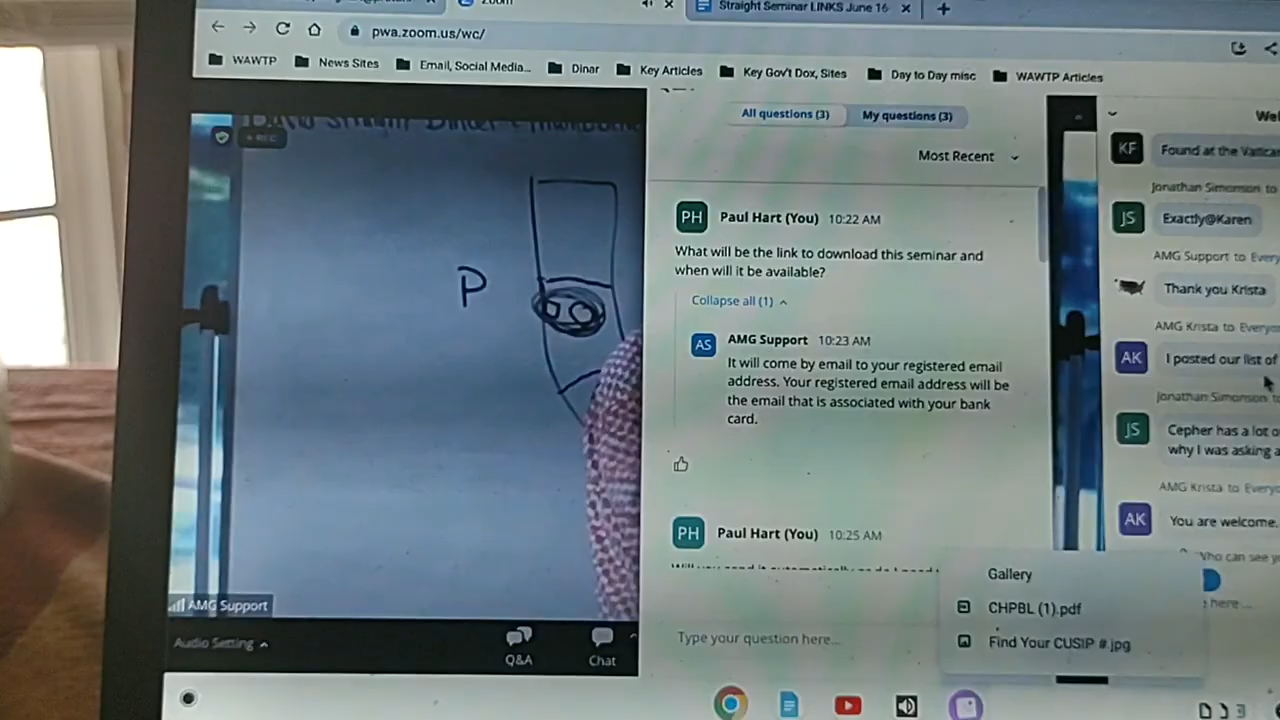 Straight Seminar LINKS June 16
pwa.zoom.us/wc/
WAWTP
News Sites
Email, Social Media...
Dinar
Key Articles
Key Gov't Dox, Sites
Day to Day misc
WAWTP Articles
REC
P
AMG Support
Audio Setting
Q&A
Chat
All questions (3)
My questions (3)
Most Recent
PH Paul Hart (You) 10:22 AM
What will be the link to download this seminar and
when will it be available?
Collapse all (1)
AS AMG Support 10:23 AM
It will come by email to your registered email
address. Your registered email address will be
the email that is associated with your bank
card.
PH Paul Hart (You) 10:25 AM
Type your question here...
Gallery
CHPBL (1).pdf
Find Your CUSIP #.jpg
KF Found at the Vatican
Jonathan Simonson to
JS Exactly@Karen
AMG Support to Every
Thank you Krista
AMG Krista to Everyo
AK I posted our list of
Jonathan Simonson to
JS Cepher has a lot o
why I was asking a
AMG Krista to Everyo
AK You are welcome.
Who can see y
here ...